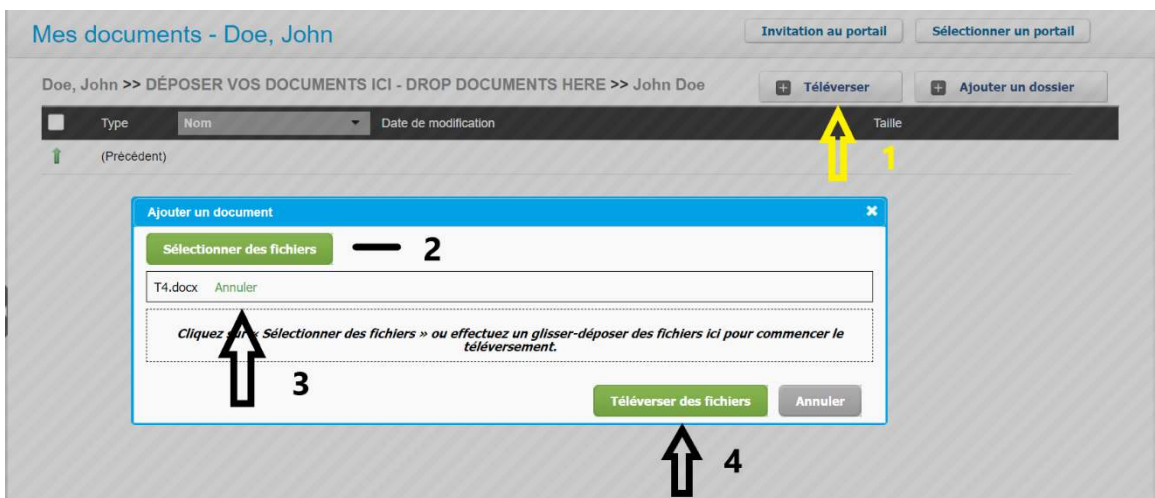 Mes documents - Doe, John
Invitation au portail
Sélectionner un portail
Doe, John >> DÉPOSER VOS DOCUMENTS ICI - DROP DOCUMENTS HERE >> John Doe
Téléverser
Ajouter un dossier
Type Nom Date de modification Taille
(Précédent)
1
Ajouter un document
Sélectionner des fichiers
2
T4.docx Annuler
Cliquez sur « Sélectionner des fichiers » ou effectuez un glisser-déposer des fichiers ici pour commencer le
téléversement.
3
Téléverser des fichiers
Annuler
4